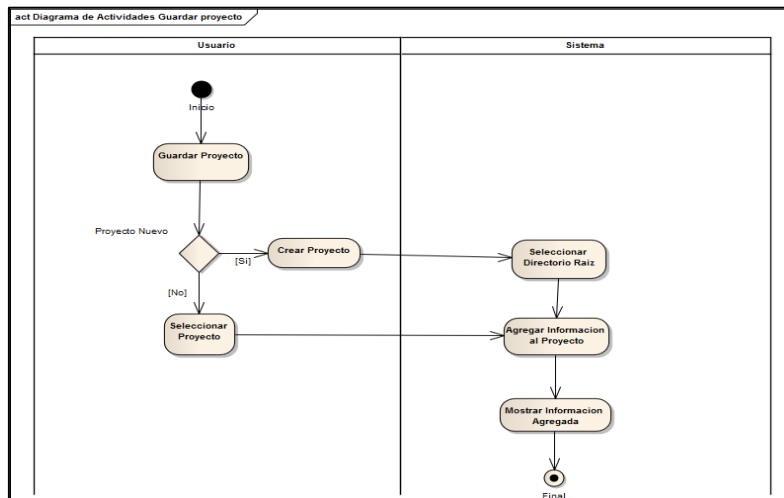 act Diagrama de Actividades Guardar proyecto
Usuario
Sistema
Inicio
Guardar Proyecto
Proyecto Nuevo
[Si]
Crear Proyecto
Seleccionar
Directorio Raiz
[No]
Seleccionar
Proyecto
Agregar Informacion
al Proyecto
Mostrar Informacion
Agregada
Final